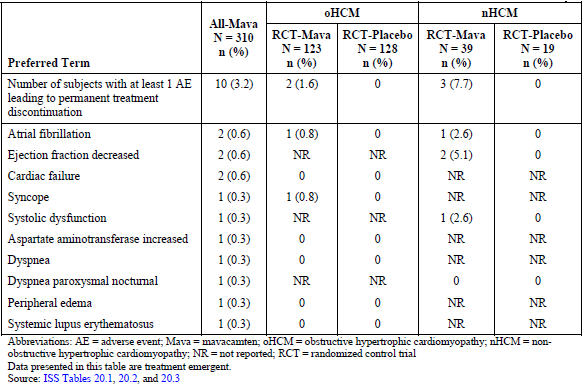 oHCM nHCM
All-Mava RCT-Mava RCT-Placebo RCT-Mava RCT-Placebo
N = 310 N = 123 N = 128 N = 39 N = 19
Preferred Term n (%) n (%) n (%) n (%) n (%)
Number of subjects with at least 1 AE 10 (3.2) 2 (1.6) 0 3 (7.7) 0
leading to permanent treatment
discontinuation
Atrial fibrillation 2 (0.6) 1 (0.8) 0 1 (2.6) 0
Ejection fraction decreased 2 (0.6) NR NR 2 (5.1) 0
Cardiac failure 2 (0.6) 0 0 NR NR
Syncope 1 (0.3) 1 (0.8) 0 NR NR
Systolic dysfunction 1 (0.3) NR NR 1 (2.6) 0
Aspartate aminotransferase increased 1 (0.3) 0 0 NR NR
Dyspnea 1 (0.3) 0 0 NR NR
Dyspnea paroxysmal nocturnal 1 (0.3) NR NR 0 0
Peripheral edema 1 (0.3) 0 0 NR NR
Systemic lupus erythematosus 1 (0.3) 0 0 NR NR
Abbreviations: AE = adverse event; Mava = mavacamten; oHCM = obstructive hypertrophic cardiomyopathy; nHCM = non-
obstructive hypertrophic cardiomyopathy; NR = not reported; RCT = randomized control trial
Data presented in this table are treatment emergent.
Source: ISS Tables 20.1, 20.2, and 20.3